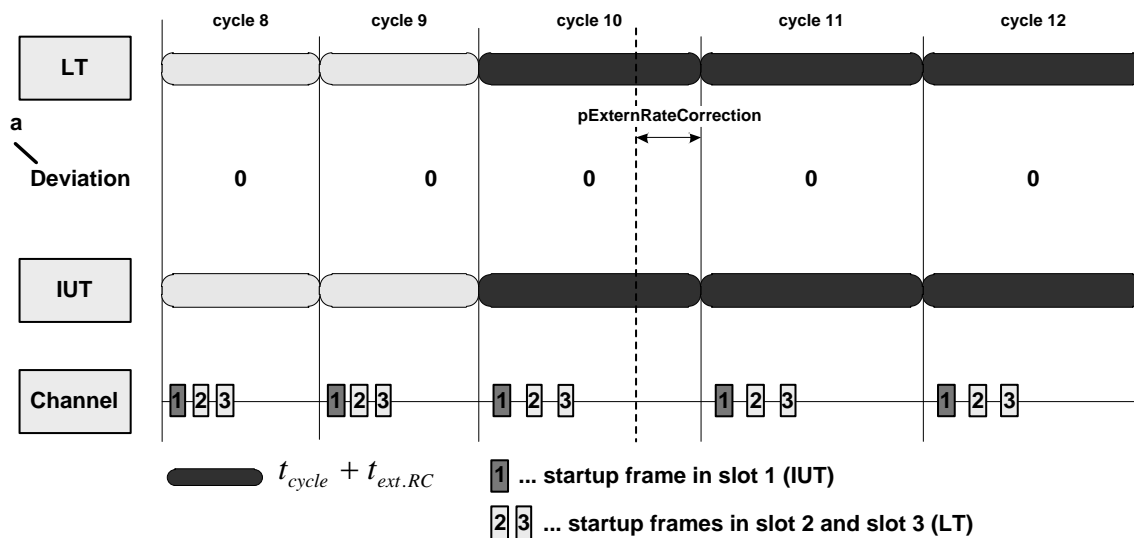 cycle 8 cycle 9 cycle 10 cycle 11 cycle 12
LT
pExternRateCorrection
a
Deviation 0 0 0 0 0
IUT
Channel 1 2 3 1 2 3 1 2 3 1 2 3 1 2 3
t_cycle + t_ext.RC
1 ... startup frame in slot 1 (IUT)
2 3 ... startup frames in slot 2 and slot 3 (LT)